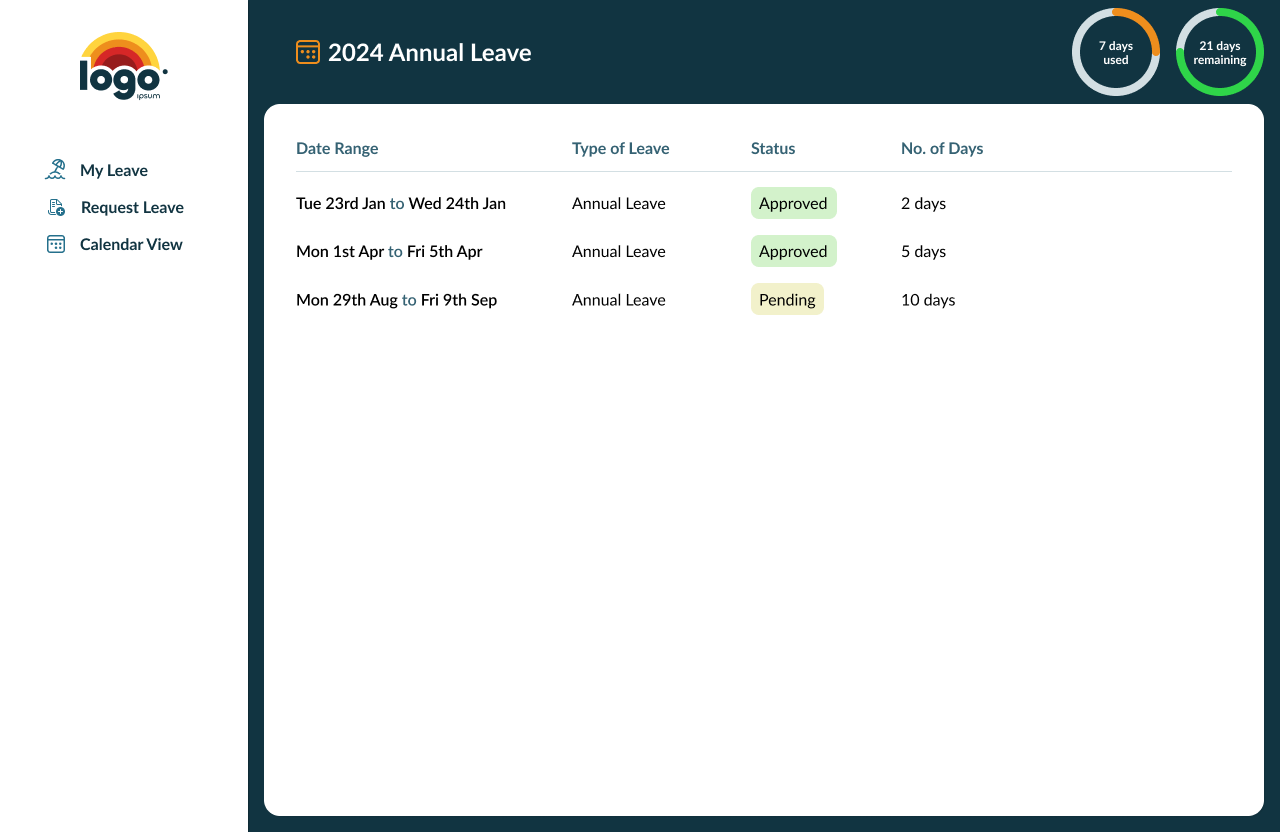 logo
ipsum
My Leave
Request Leave
Calendar View
2024 Annual Leave
7 days
used
21 days
remaining
Date Range Type of Leave Status No. of Days
Tue 23rd Jan to Wed 24th Jan Annual Leave Approved 2 days
Mon 1st Apr to Fri 5th Apr Annual Leave Approved 5 days
Mon 29th Aug to Fri 9th Sep Annual Leave Pending 10 days